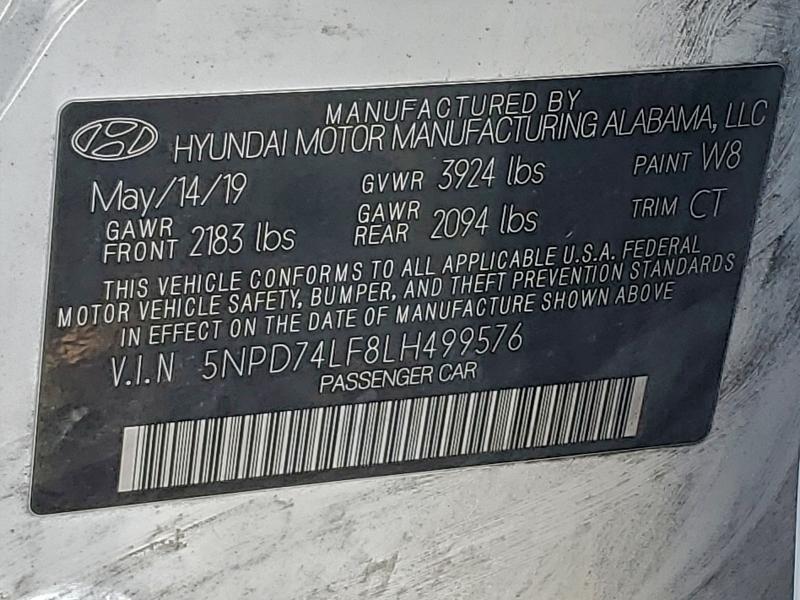 MANUFACTURED BY
HYUNDAI MOTOR MANUFACTURING ALABAMA, LLC
May/14/19 GVWR 3924 lbs PAINT W8
GAWR FRONT 2183 lbs GAWR REAR 2094 lbs TRIM CT
THIS VEHICLE CONFORMS TO ALL APPLICABLE U.S.A. FEDERAL
MOTOR VEHICLE SAFETY, BUMPER, AND THEFT PREVENTION STANDARDS
IN EFFECT ON THE DATE OF MANUFACTURE SHOWN ABOVE
V.I.N 5NPD74LF8LH499576
PASSENGER CAR